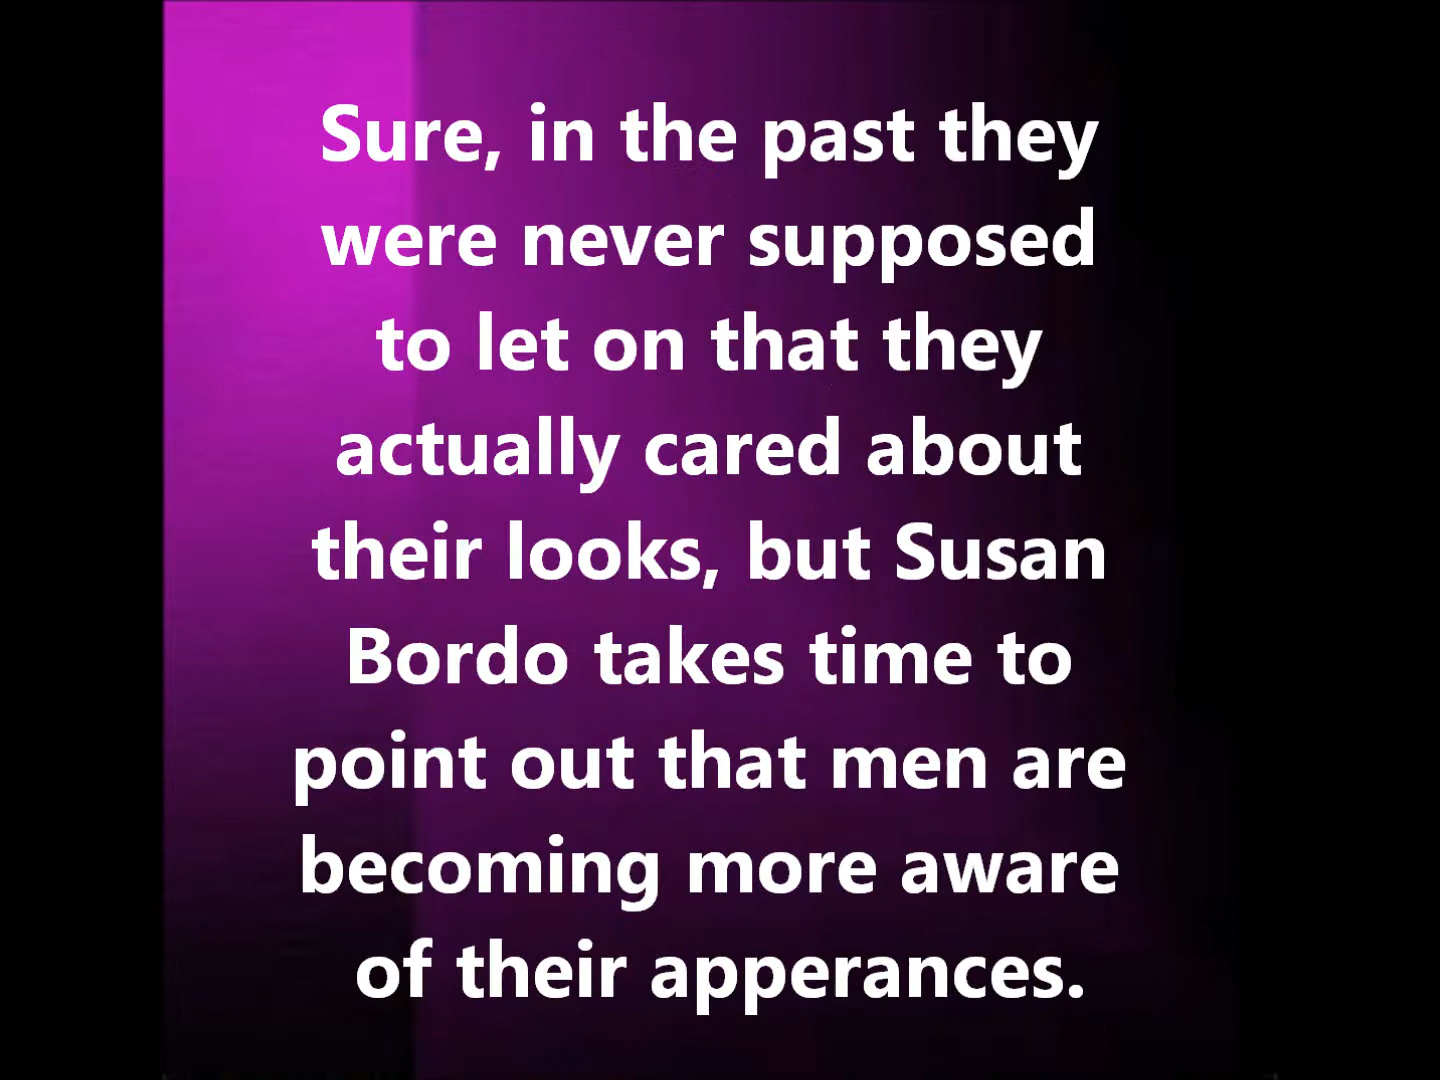 Sure, in the past they
were never supposed
to let on that they
actually cared about
their looks, but Susan
Bordo takes time to
point out that men are
becoming more aware
of their apperances.